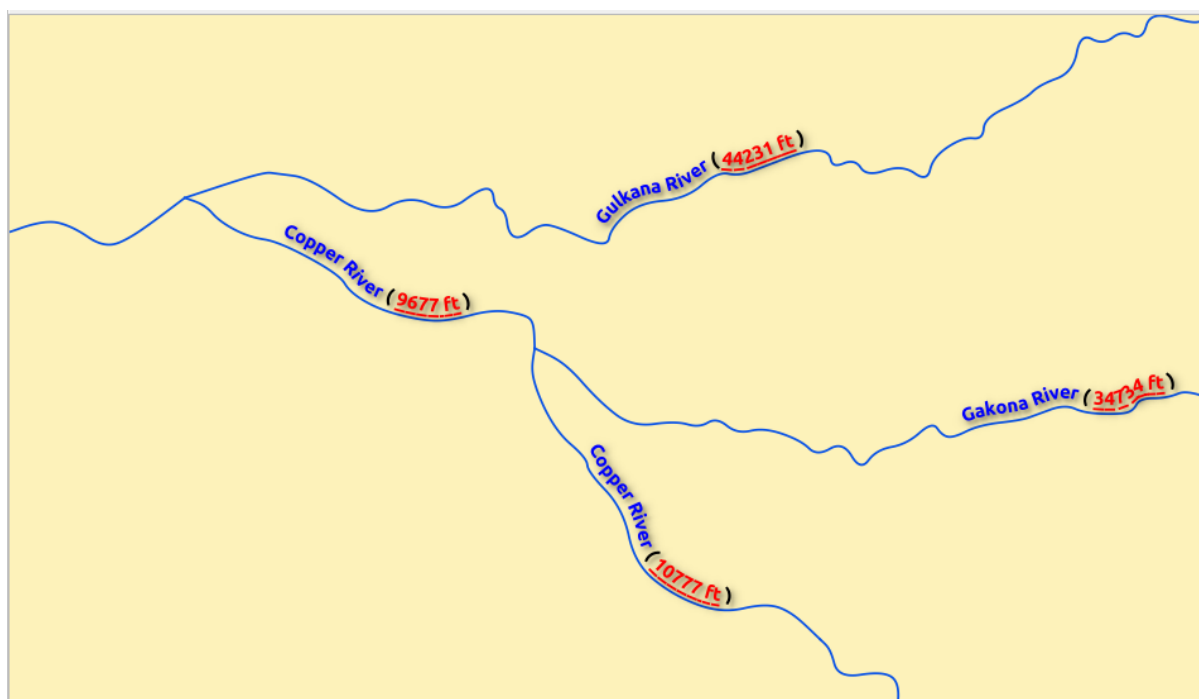 Gulkana River (44231 ft)
Copper River (9677 ft)
Gakona River (34734 ft)
Copper River (10777 ft)